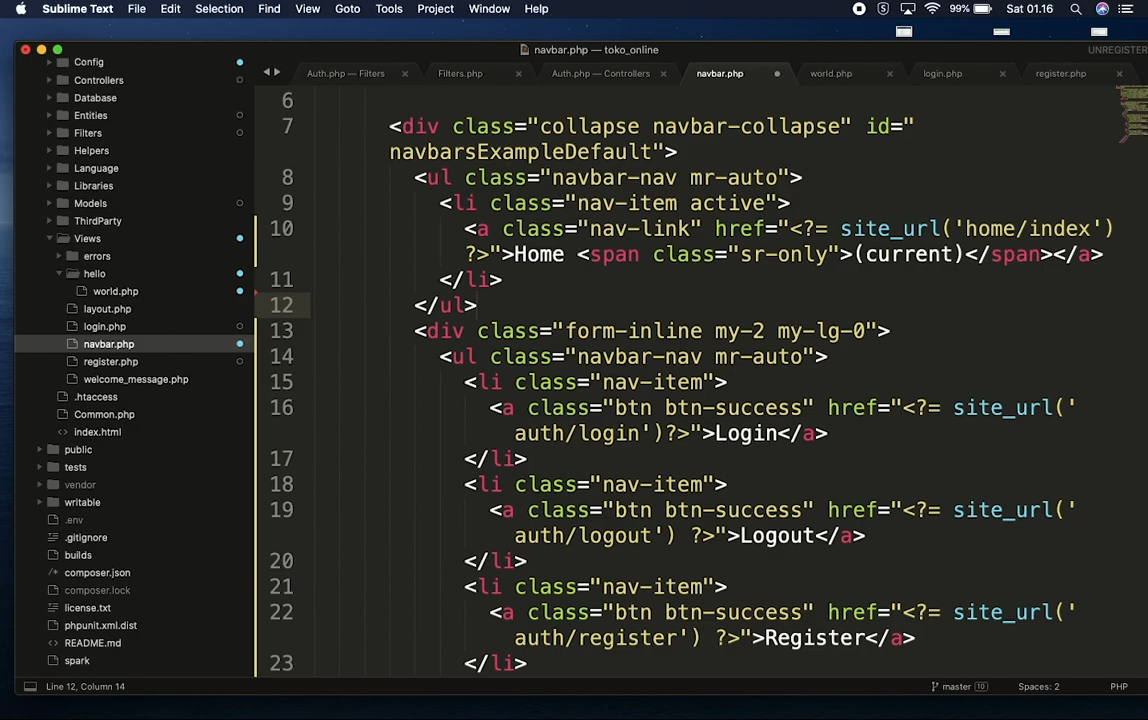 Sublime Text File Edit Selection Find View Goto Tools Project Window Help 99% Sat 01.16
navbar.php — toko_online UNREGISTER
Auth.php — Filters Filters.php Auth.php — Controllers navbar.php world.php login.php register.php
Config
Controllers
Database
Entities
Filters
Helpers
Language
Libraries
Models
ThirdParty
Views
errors
hello
world.php
layout.php
login.php
navbar.php
register.php
welcome_message.php
.htaccess
Common.php
index.html
public
tests
vendor
writable
.env
.gitignore
builds
composer.json
composer.lock
license.txt
phpunit.xml.dist
README.md
spark
6
7 <div class="collapse navbar-collapse" id="
navbarsExampleDefault">
8 <ul class="navbar-nav mr-auto">
9 <li class="nav-item active">
10 <a class="nav-link" href="<?= site_url('home/index')
?>">Home <span class="sr-only">(current)</span></a>
11 </li>
12 </ul>
13 <div class="form-inline my-2 my-lg-0">
14 <ul class="navbar-nav mr-auto">
15 <li class="nav-item">
16 <a class="btn btn-success" href="<?= site_url('
auth/login')?>">Login</a>
17 </li>
18 <li class="nav-item">
19 <a class="btn btn-success" href="<?= site_url('
auth/logout') ?>">Logout</a>
20 </li>
21 <li class="nav-item">
22 <a class="btn btn-success" href="<?= site_url('
auth/register') ?>">Register</a>
23 </li>
Line 12, Column 14 master 10 Spaces: 2 PHP